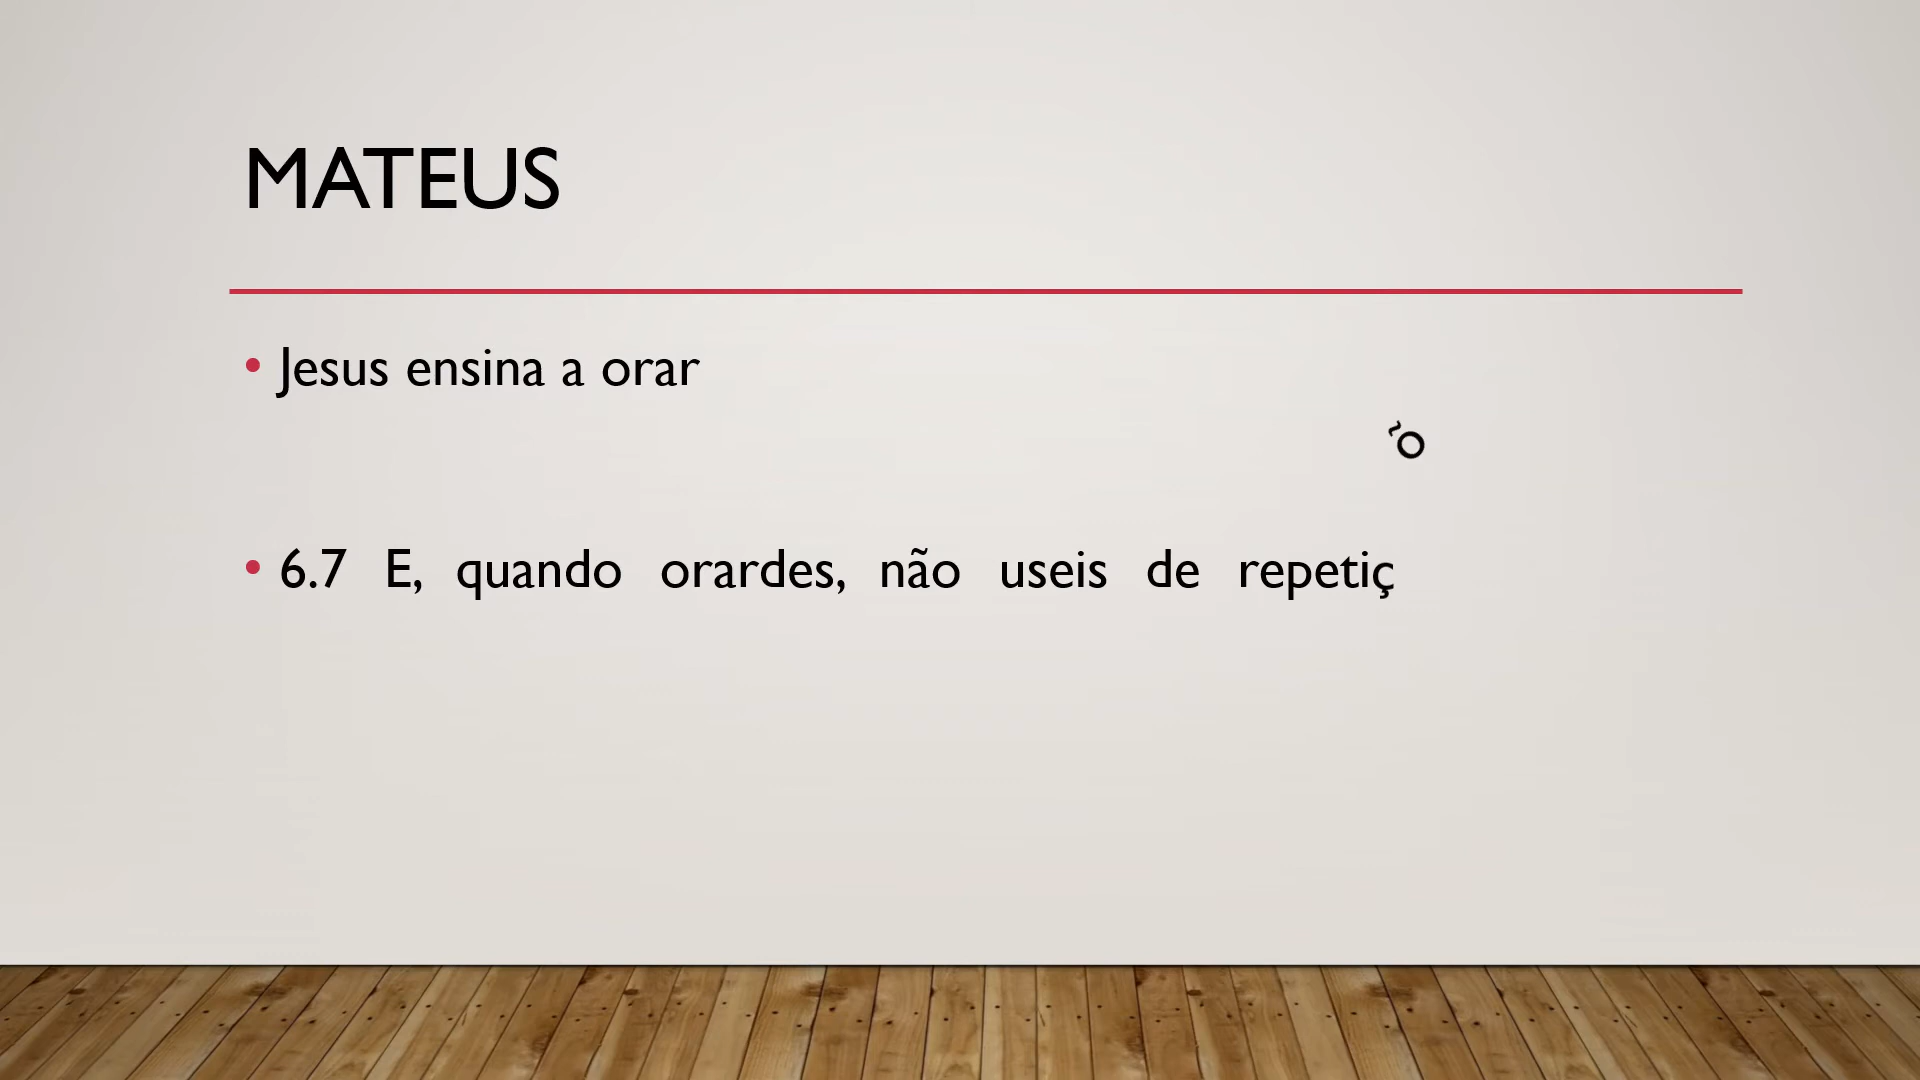 MATEUS
• Jesus ensina a orar
õ
• 6.7 E, quando orardes, não useis de repetiç